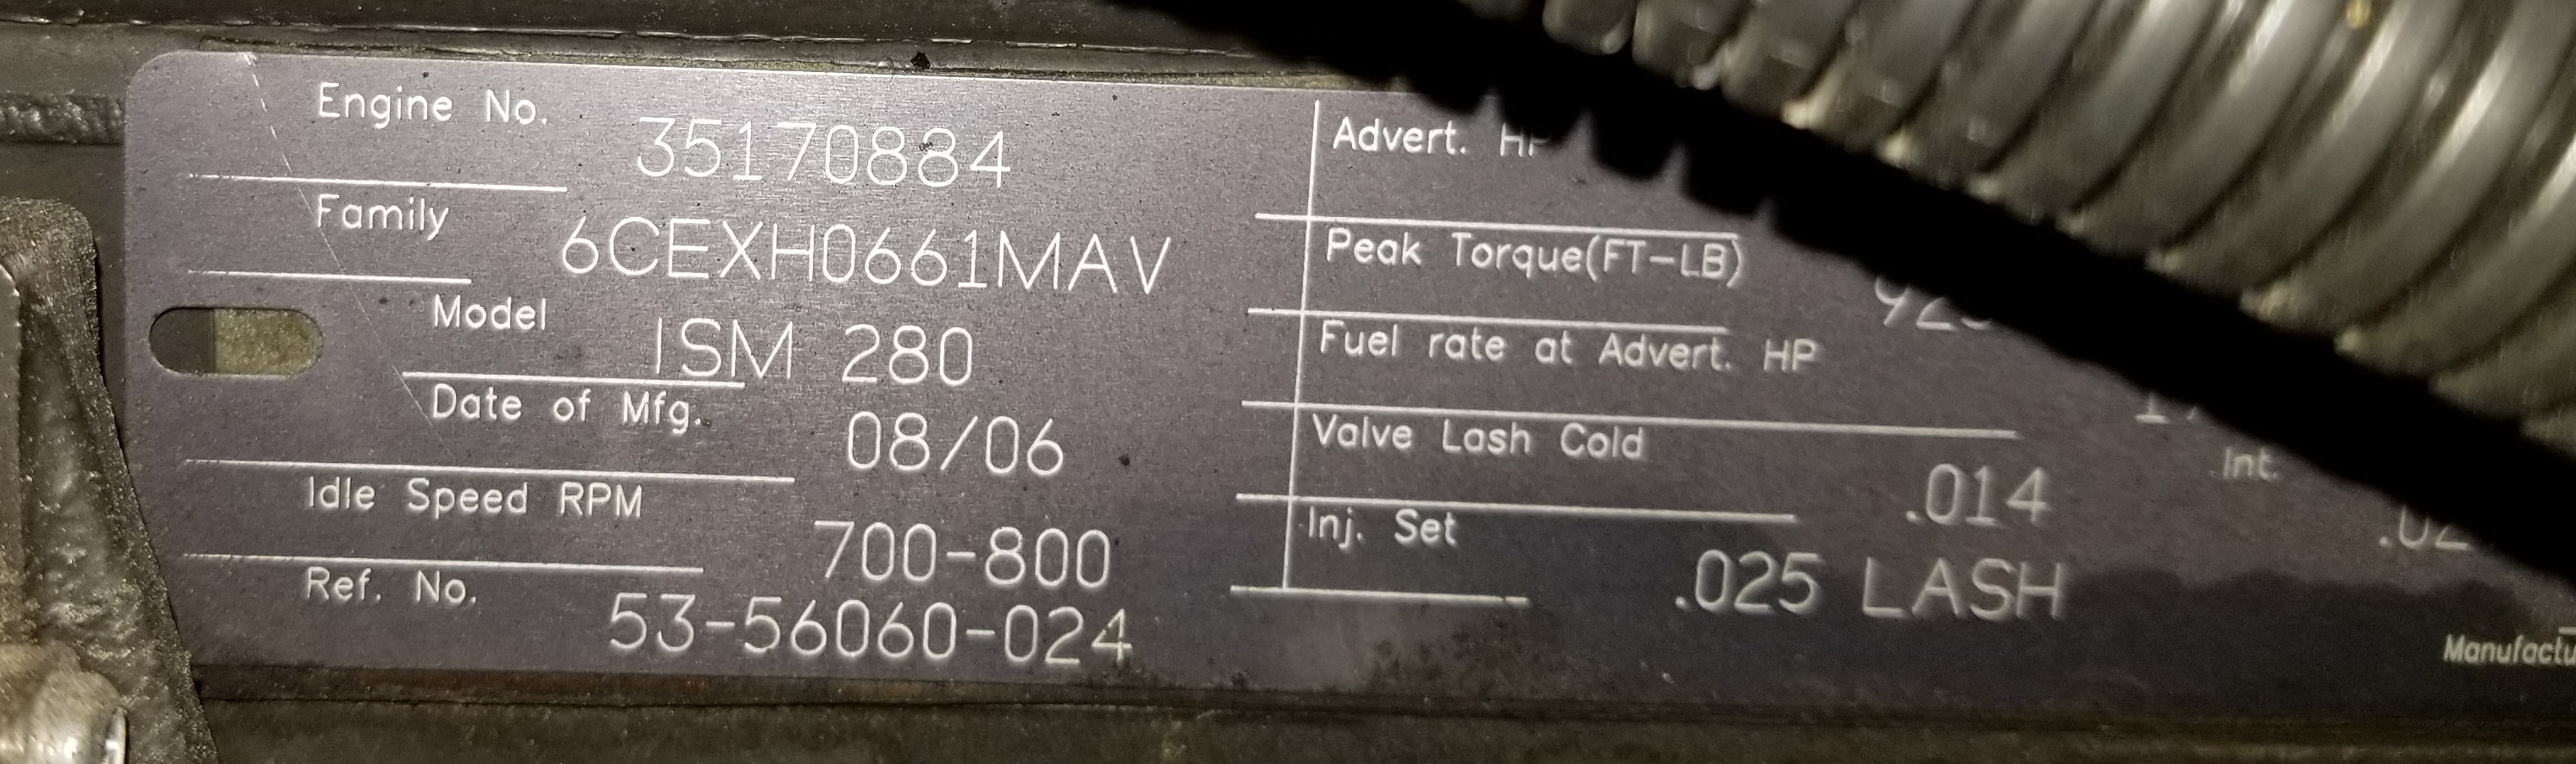 Engine No. 35170884
Family 6CEXH0661MAV
Model ISM 280
Date of Mfg. 08/06
Idle Speed RPM 700-800
Ref. No. 53-56060-024
Advert. HP
Peak Torque(FT-LB)
Fuel rate at Advert. HP
Valve Lash Cold .014 Int.
Inj. Set .025 LASH